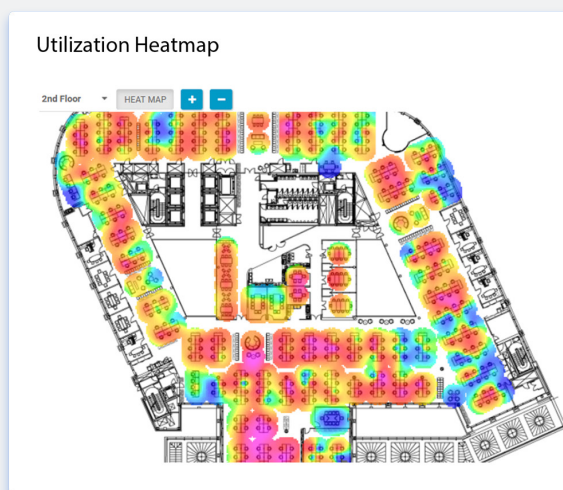 Utilization Heatmap
2nd Floor
HEAT MAP
+
−